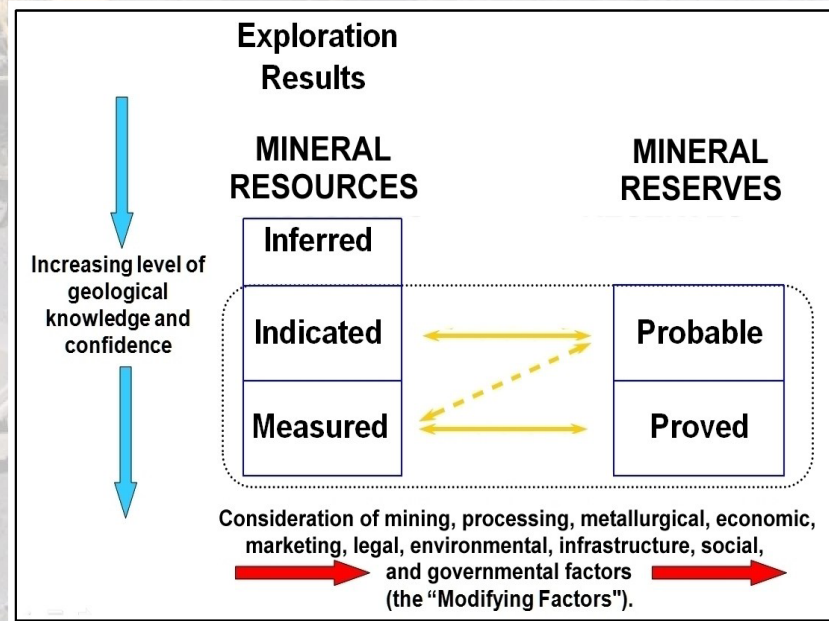 Exploration
Results
MINERAL
RESOURCES
MINERAL
RESERVES
Inferred
Increasing level of
geological
knowledge and
confidence
Indicated
Probable
Measured
Proved
Consideration of mining, processing, metallurgical, economic,
marketing, legal, environmental, infrastructure, social,
and governmental factors
(the “Modifying Factors").